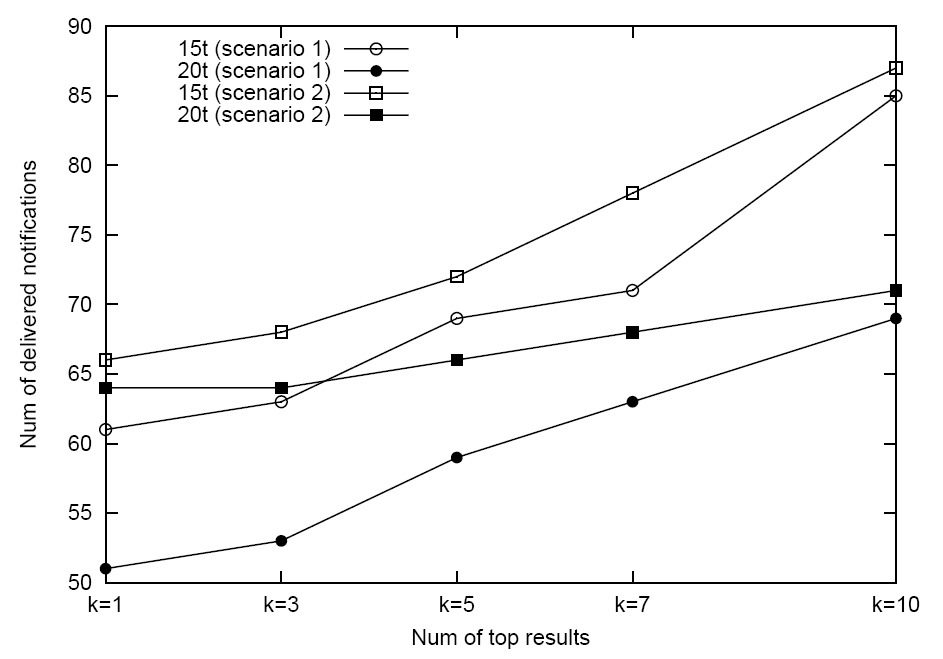 90
85
80
75
70
65
60
55
50
Num of delivered notifications
15t (scenario 1)
20t (scenario 1)
15t (scenario 2)
20t (scenario 2)
k=1 k=3 k=5 k=7 k=10
Num of top results